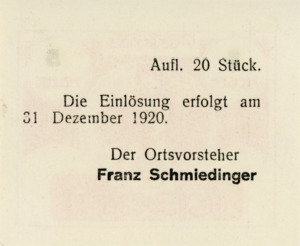 Aufl. 20 Stück.
Die Einlösung erfolgt am
31 Dezember 1920.
Der Ortsvorsteher
Franz Schmiedinger